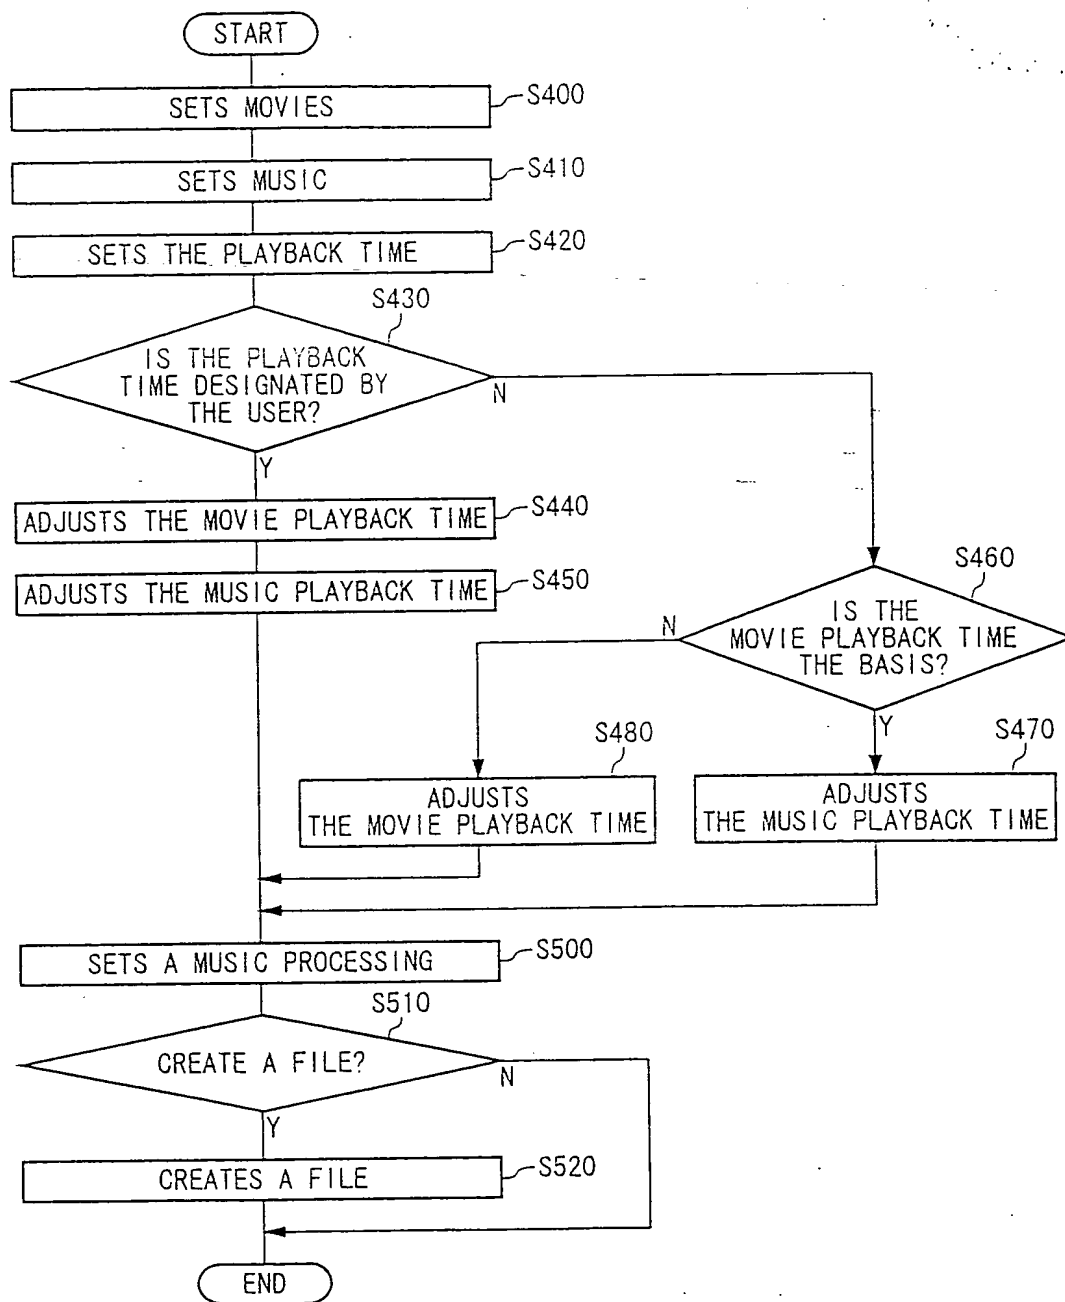 START
SETS MOVIES
S400
SETS MUSIC
S410
SETS THE PLAYBACK TIME
S420
S430
IS THE PLAYBACK
TIME DESIGNATED BY
THE USER?
N
Y
ADJUSTS THE MOVIE PLAYBACK TIME
S440
ADJUSTS THE MUSIC PLAYBACK TIME
S450
S460
IS THE
MOVIE PLAYBACK TIME
THE BASIS?
N
Y
S480
ADJUSTS
THE MOVIE PLAYBACK TIME
S470
ADJUSTS
THE MUSIC PLAYBACK TIME
SETS A MUSIC PROCESSING
S500
S510
CREATE A FILE?
N
Y
CREATES A FILE
S520
END